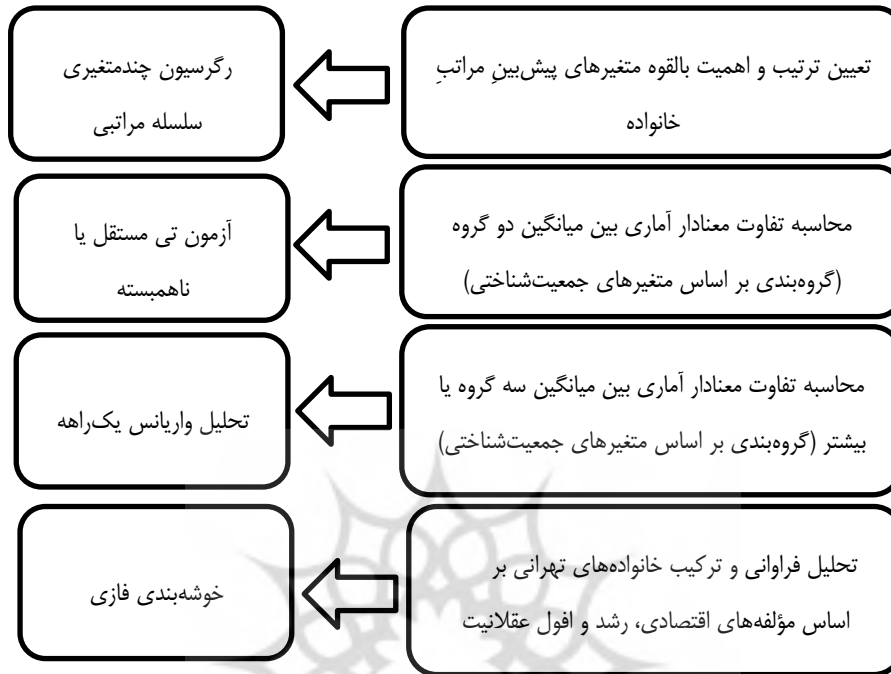 تعیین ترتیب و اهمیت بالقوه متغیرهای پیش‌بینِ مراتبِ
خانواده
رگرسیون چندمتغیری
سلسله مراتبی
محاسبه تفاوت معنادار آماری بین میانگین دو گروه
(گروه‌بندی بر اساس متغیرهای جمعیت‌شناختی)
آزمون تی مستقل یا
ناهمبسته
محاسبه تفاوت معنادار آماری بین میانگین سه گروه یا
بیشتر (گروه‌بندی بر اساس متغیرهای جمعیت‌شناختی)
تحلیل واریانس یک‌راهه
تحلیل فراوانی و ترکیب خانواده‌های تهرانی بر
اساس مؤلفه‌های اقتصادی، رشد و افول عقلانیت
خوشه‌بندی فازی